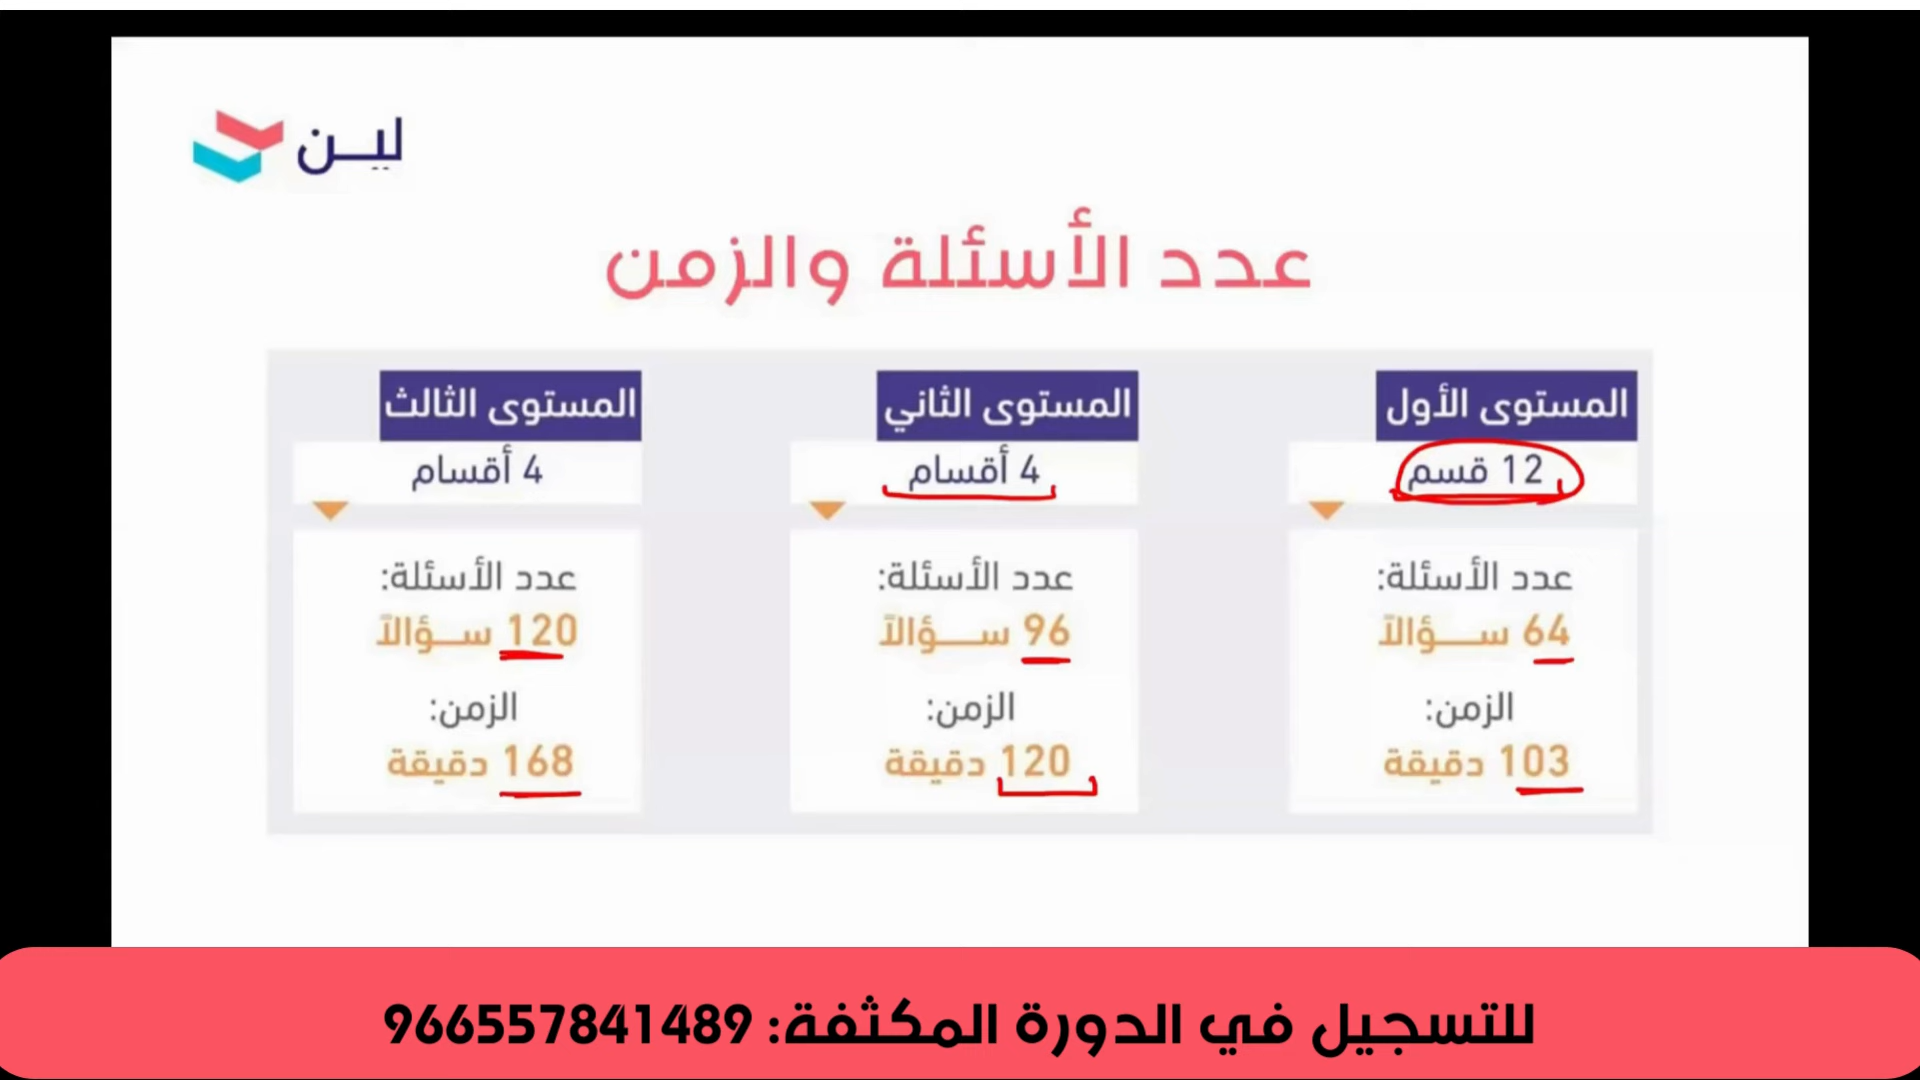 لين
عدد الأسئلة والزمن
المستوى الأول
12 قسم
عدد الأسئلة:
64 سؤالاً
الزمن:
103 دقيقة
المستوى الثاني
4 أقسام
عدد الأسئلة:
96 سؤالاً
الزمن:
120 دقيقة
المستوى الثالث
4 أقسام
عدد الأسئلة:
120 سؤالاً
الزمن:
168 دقيقة
للتسجيل في الدورة المكثفة: 966557841489